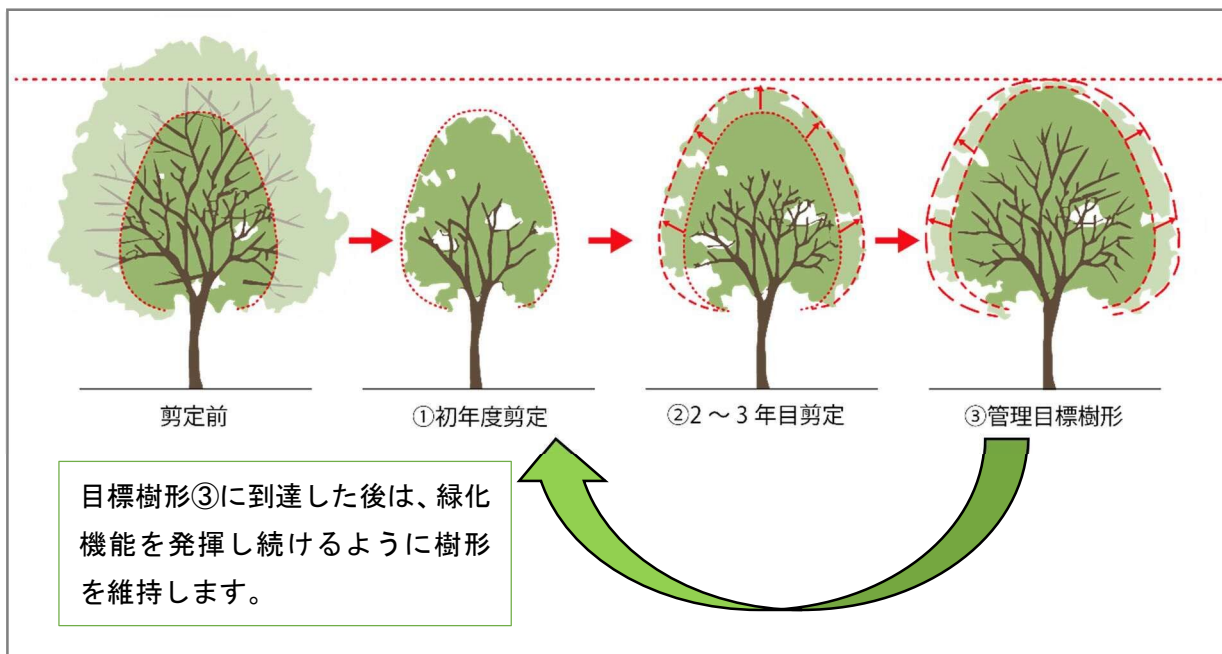 剪定前
①初年度剪定
②2～3年目剪定
③管理目標樹形
目標樹形③に到達した後は、緑化
機能を発揮し続けるように樹形
を維持します。